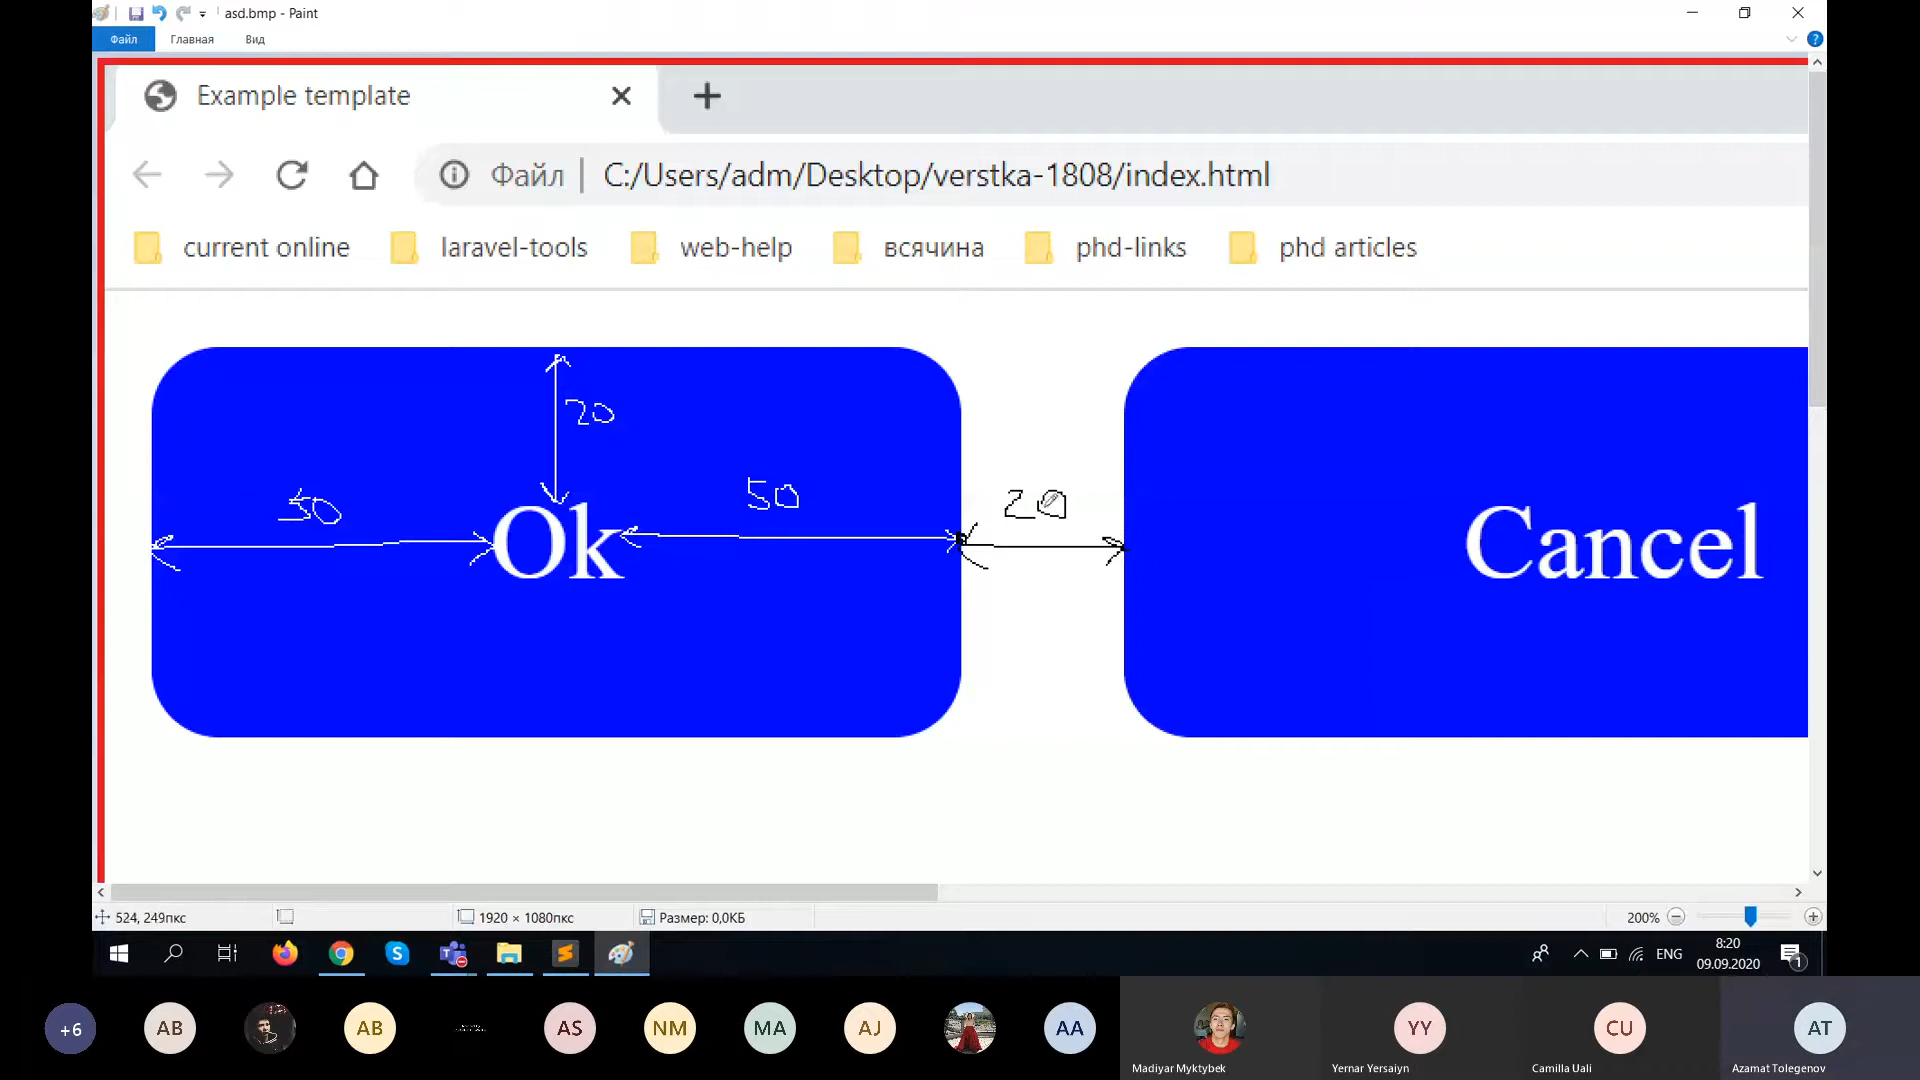 asd.bmp - Paint
Файл Главная Вид
Example template
Файл | C:/Users/adm/Desktop/verstka-1808/index.html
current online laravel-tools web-help всячина phd-links phd articles
20
50
50
20
Ok
Cancel
524, 249пкс 1920 × 1080пкс Размер: 0,0КБ 200%
ENG 8:20
09.09.2020
1
+6 AB AB AS NM MA AJ AA YY CU AT
Madiyar Myktybek Yernar Yersaiyn Camilla Uali Azamat Tolegenov